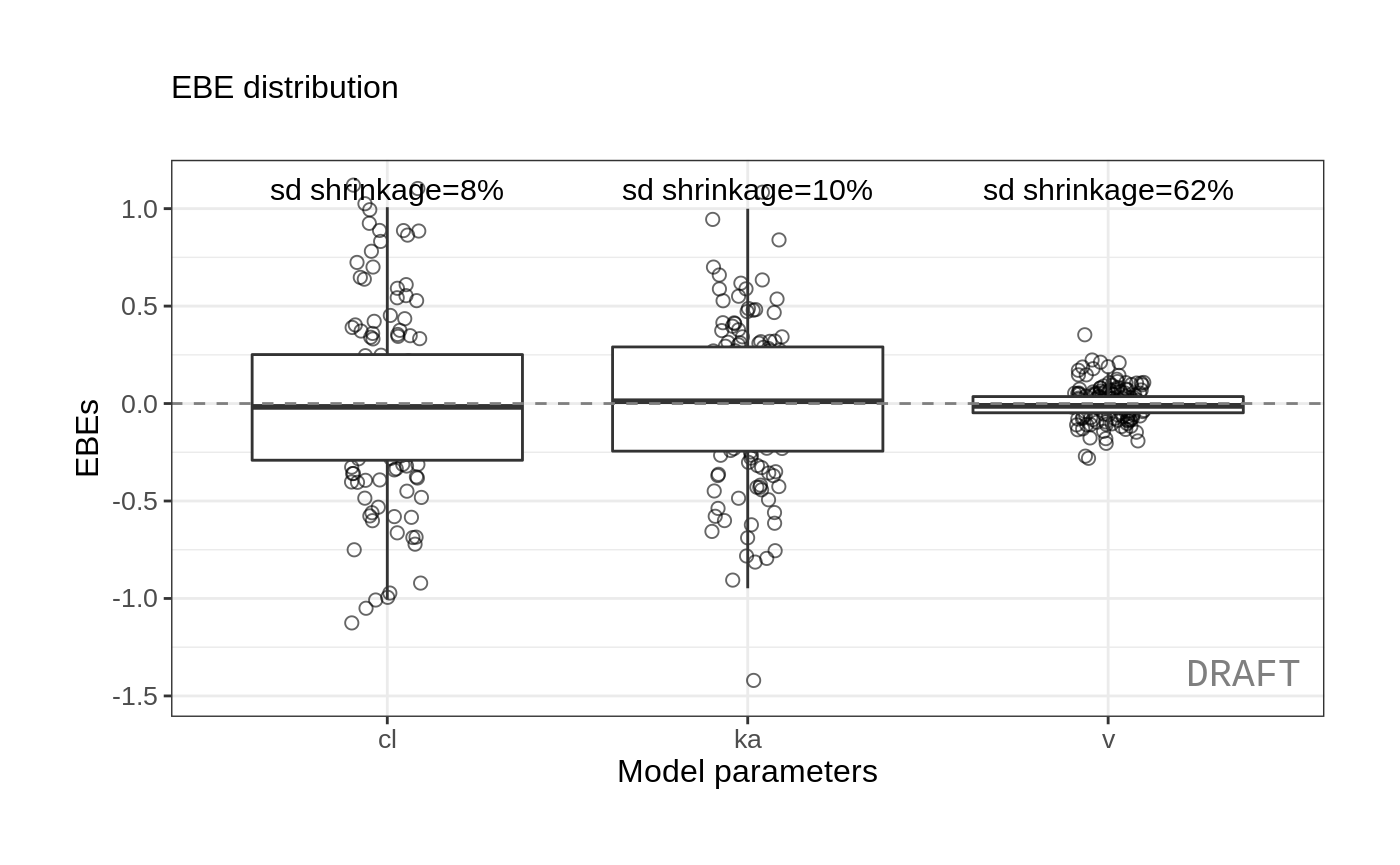 EBE distribution
sd shrinkage=8% sd shrinkage=10% sd shrinkage=62%
1.0
0.5
0.0
-0.5
-1.0
-1.5
EBEs
DRAFT
cl ka v
Model parameters